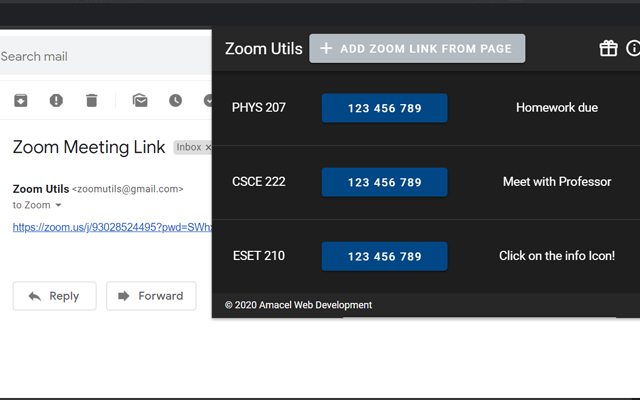 Search mail
Zoom Meeting Link
Inbox x
Zoom Utils <zoomutils@gmail.com>
to Zoom
https://zoom.us/j/93028524495?pwd=SWh
Reply
Forward
Zoom Utils
+ ADD ZOOM LINK FROM PAGE
PHYS 207 123 456 789 Homework due
CSCE 222 123 456 789 Meet with Professor
ESET 210 123 456 789 Click on the info Icon!
© 2020 Amacel Web Development